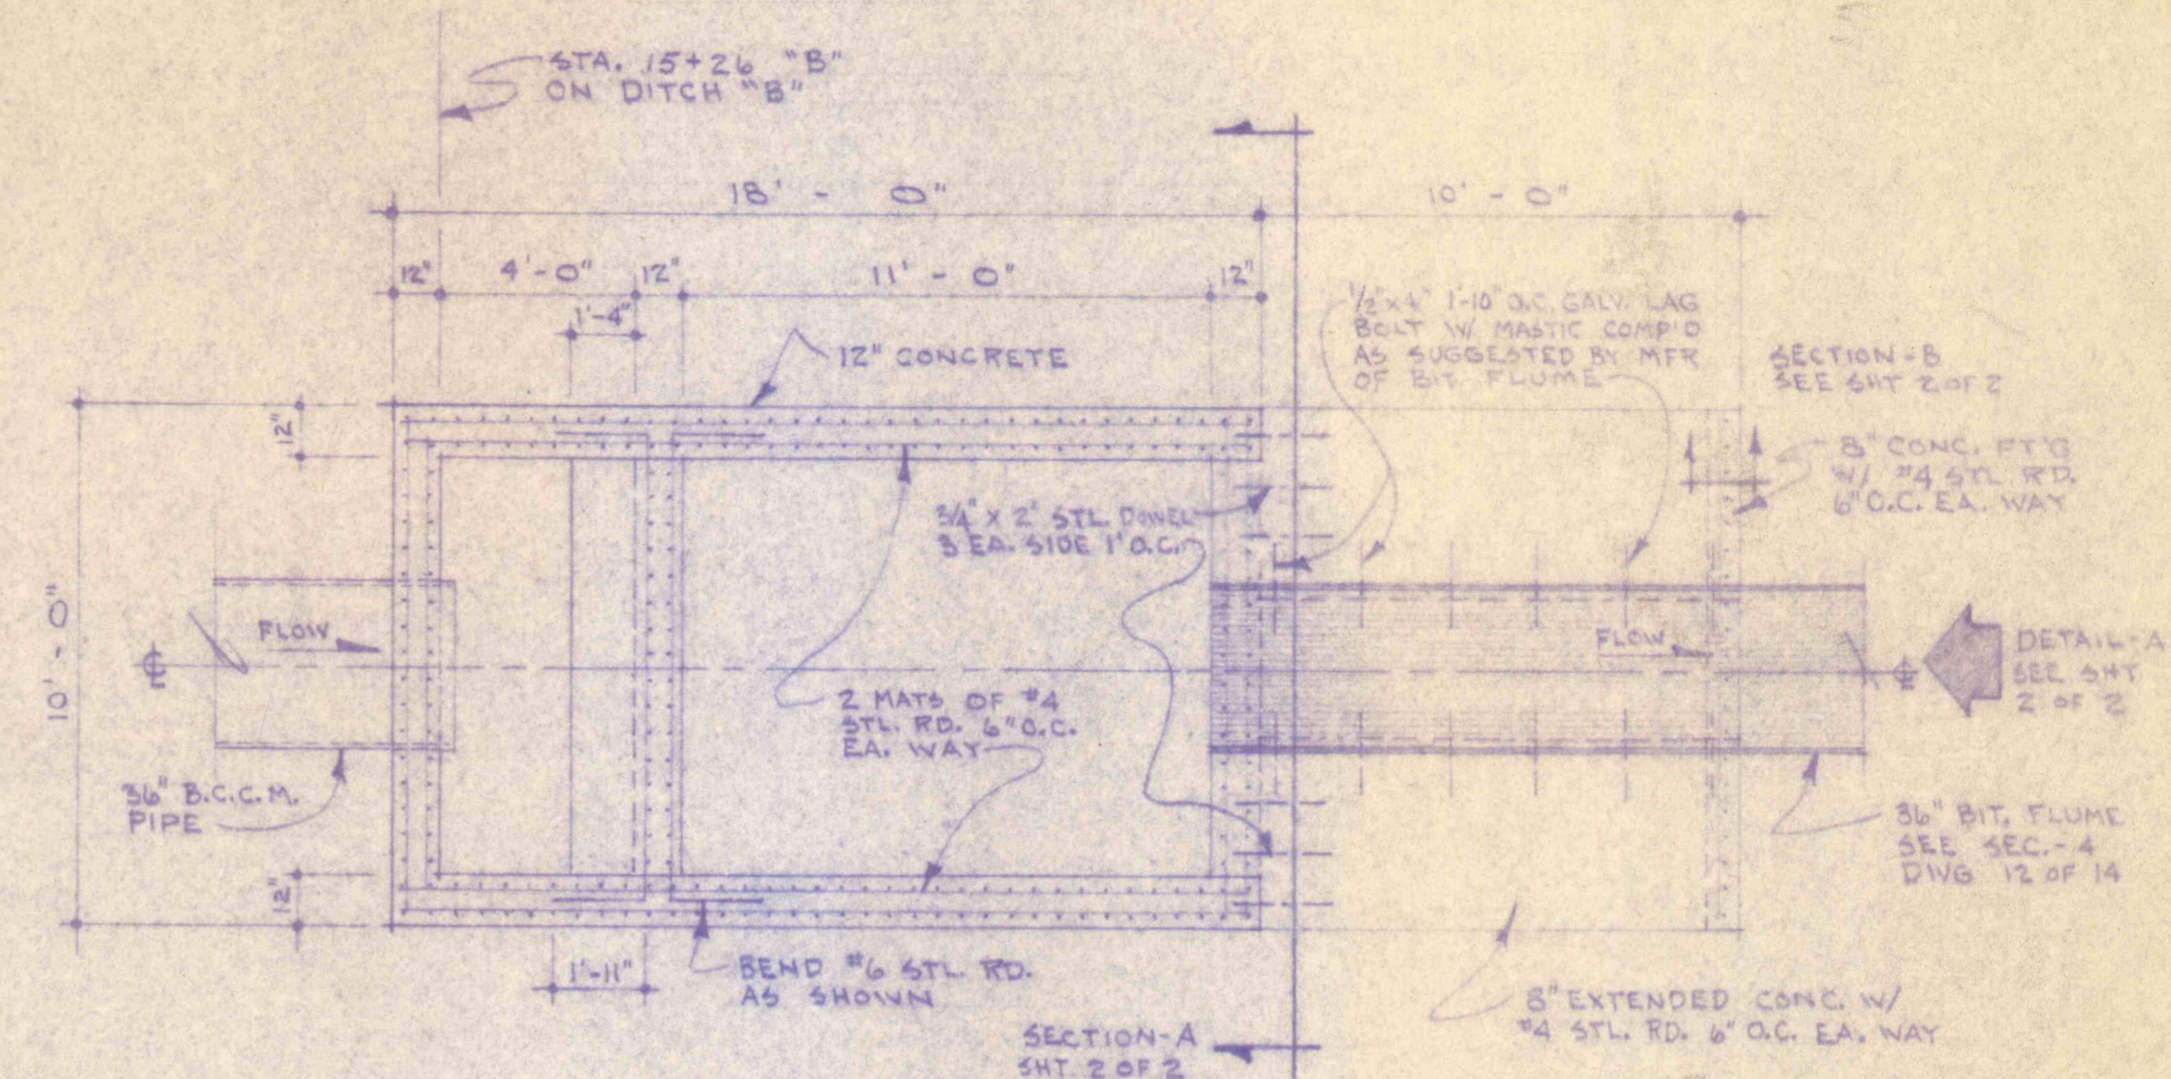 STA. 15+26 "B"
ON DITCH "B"
18' - 0"
10' - 0"
12"
4'-0"
12"
11' - 0"
12"
1'-4"
12" CONCRETE
1/2" x 4" 1'-10" O.C. GALV. LAG
BOLT W/ MASTIC COMP'D
AS SUGGESTED BY MFR
OF BIT. FLUME
SECTION-B
SEE SHT 2 OF 2
12"
8" CONC. FT'G
W/ #4 STL RD.
6" O.C. EA. WAY
3/4" X 2' STL. DOWEL
3 EA. SIDE 1' O.C.
10' - 0"
FLOW
℄
FLOW
℄
DETAIL-A
SEE SHT
2 OF 2
2 MATS OF #4
STL. RD. 6" O.C.
EA. WAY
36" B.C.C.M.
PIPE
36" BIT. FLUME
SEE SEC.-4
DWG 12 OF 14
12"
1'-11"
BEND #6 STL. RD.
AS SHOWN
8" EXTENDED CONC. W/
#4 STL. RD. 6" O.C. EA. WAY
SECTION-A
SHT 2 OF 2